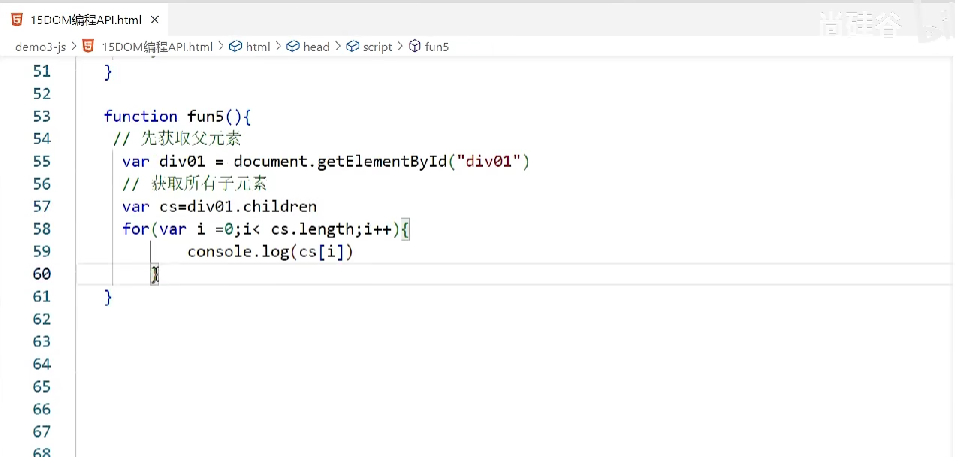 15DOM编程API.html ×
尚硅谷
demo3-js > 15DOM编程API.html > html > head > script > fun5
51 }
52
53 function fun5(){
54 // 先获取父元素
55 var div01 = document.getElementById("div01")
56 // 获取所有子元素
57 var cs=div01.children
58 for(var i =0;i< cs.length;i++){
59 console.log(cs[i])
60 }
61 }
62
63
64
65
66
67
68